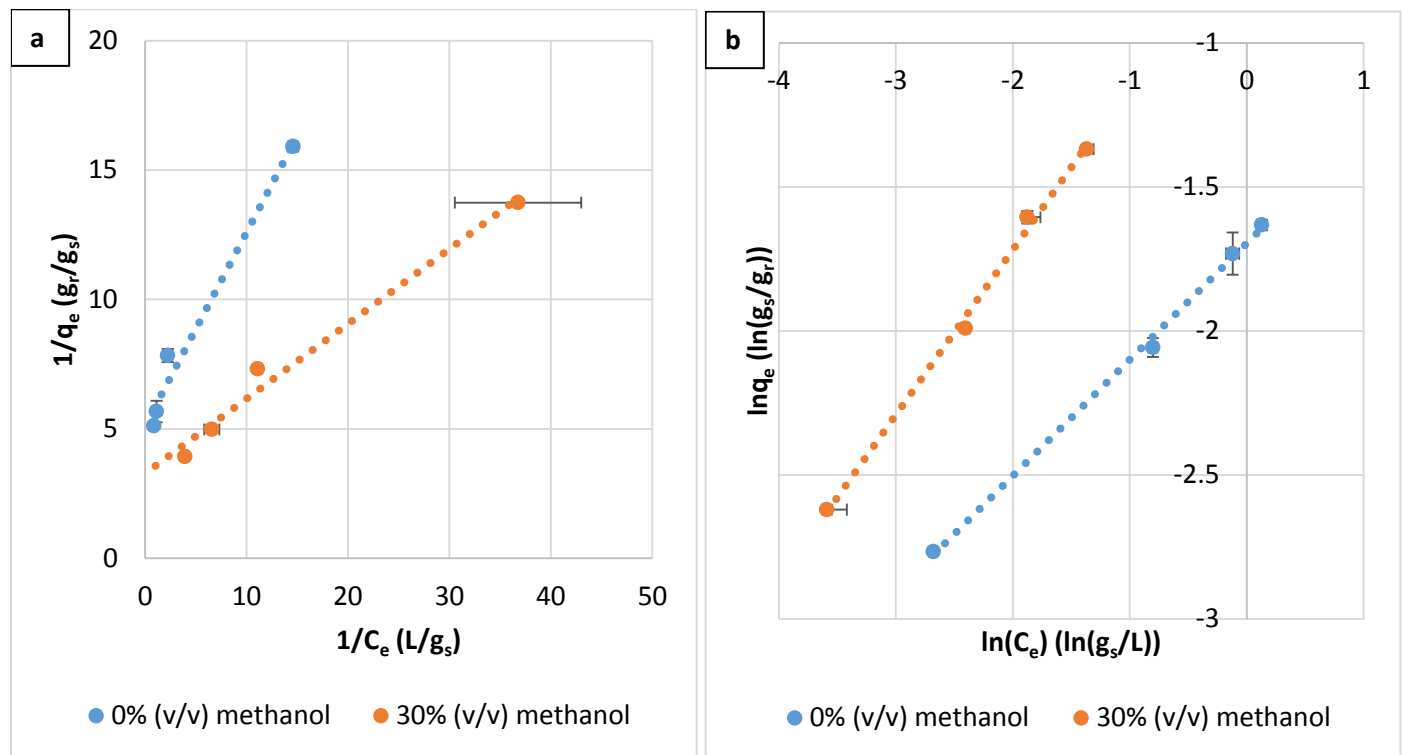 a
20
15
10
5
0
1/qₑ (gᵣ/gₛ)
0 10 20 30 40 50
1/Cₑ (L/gₛ)
0% (v/v) methanol 30% (v/v) methanol
b
-1
-4 -3 -2 -1 0 1
-1.5
-2
-2.5
-3
lnqₑ (ln(gₛ/gᵣ))
ln(Cₑ) (ln(gₛ/L))
0% (v/v) methanol 30% (v/v) methanol